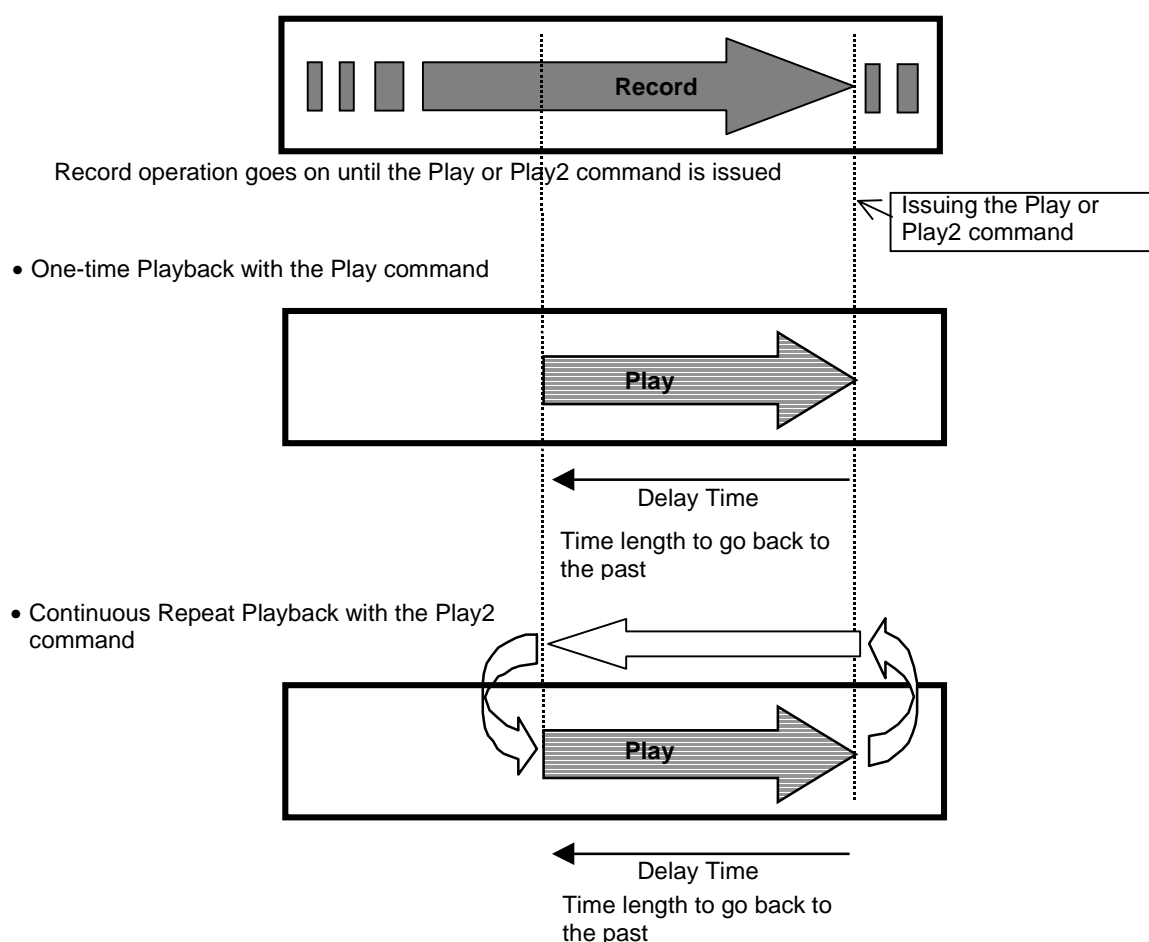 Record
Record operation goes on until the Play or Play2 command is issued
Issuing the Play or
Play2 command
• One-time Playback with the Play command
Play
Delay Time
Time length to go back to
the past
• Continuous Repeat Playback with the Play2
command
Play
Delay Time
Time length to go back to
the past